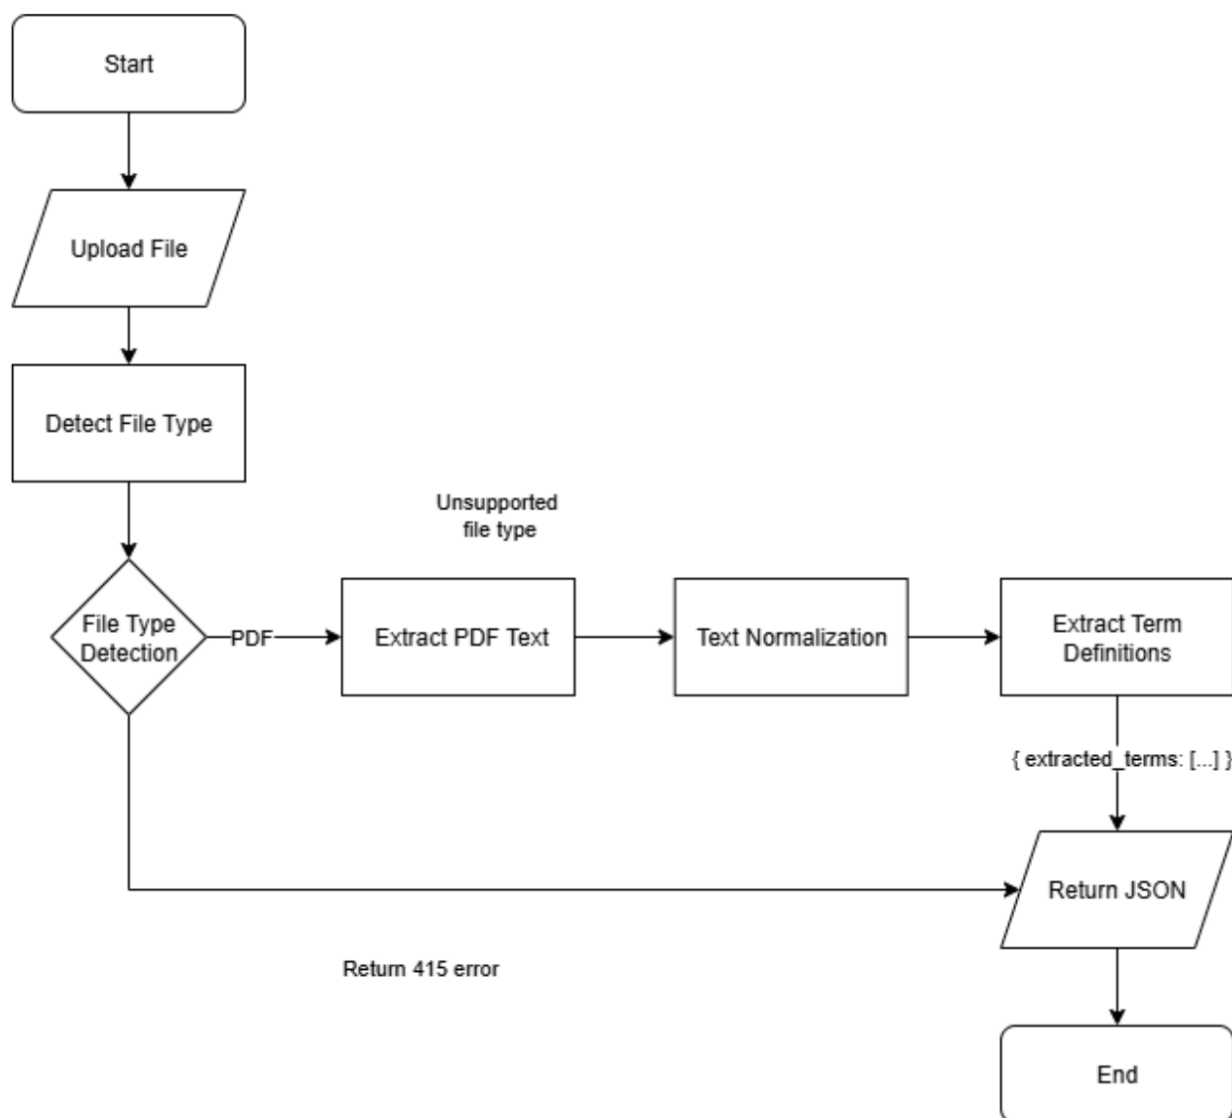 Start
Upload File
Detect File Type
Unsupported
file type
File Type
Detection
PDF
Extract PDF Text
Text Normalization
Extract Term
Definitions
{ extracted_terms: [...] }
Return JSON
Return 415 error
End